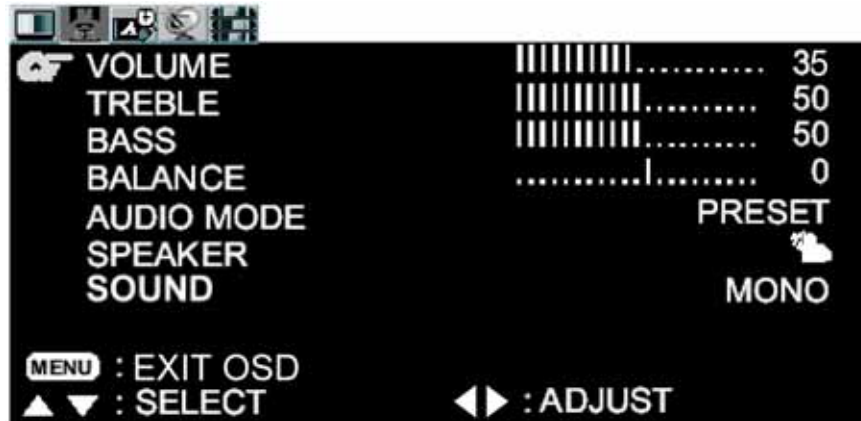 VOLUME 35
TREBLE 50
BASS 50
BALANCE 0
AUDIO MODE PRESET
SPEAKER
SOUND MONO
MENU : EXIT OSD
: SELECT : ADJUST